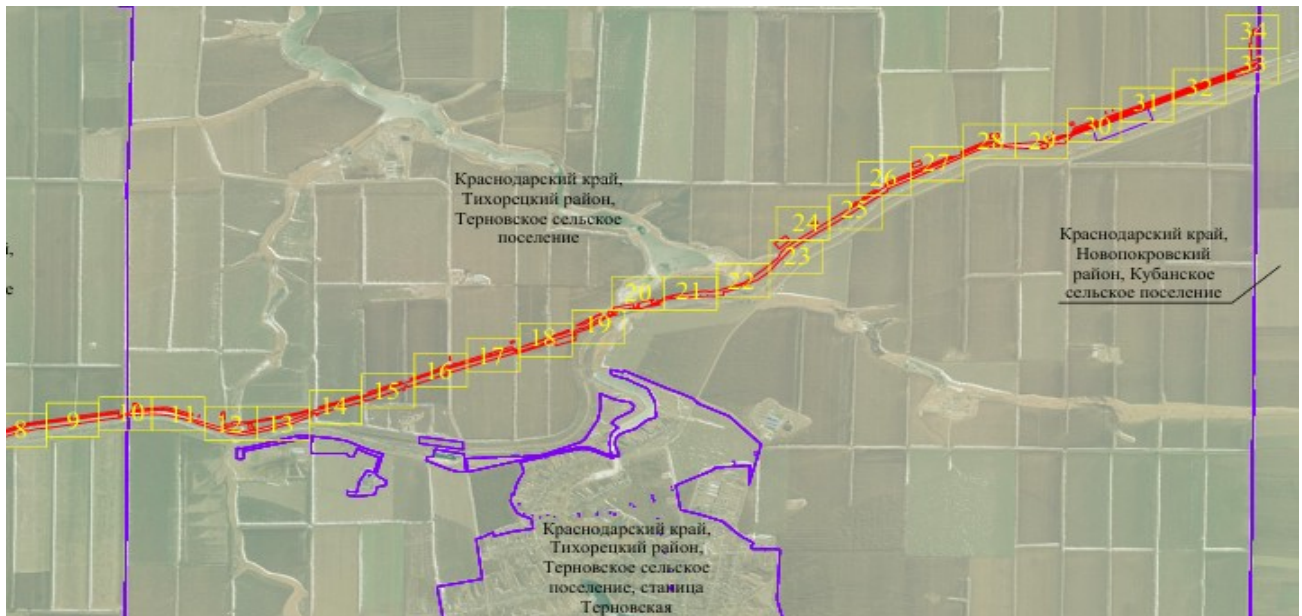 34
33
32
31
30
29
28
27
26
25
24
23
22
21
20
19
18
17
16
15
14
13
12
11
10
9
8
Краснодарский край,
Тихорецкий район,
Терновское сельское
поселение
Краснодарский край,
Новопокровский
район, Кубанское
сельское поселение
Краснодарский край,
Тихорецкий район,
Терновское сельское
поселение, станица
Терновская